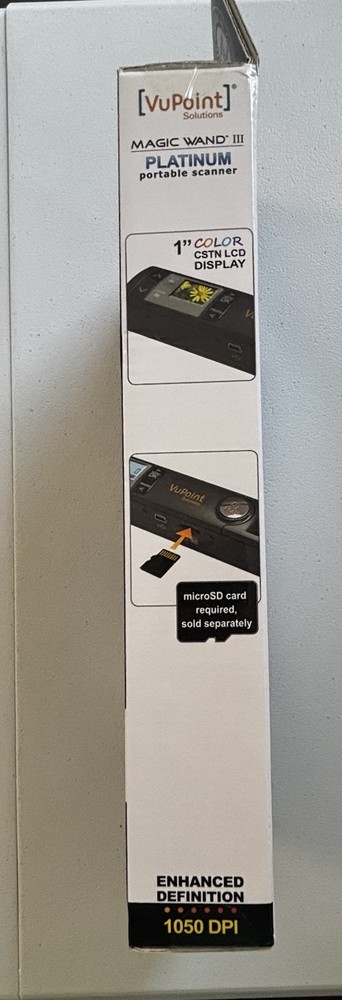 [VuPoint]®
Solutions
MAGIC WAND™ III
PLATINUM
portable scanner
1” COLOR
CSTN LCD
DISPLAY
VuPoint
Solutions
microSD card
required,
sold separately
ENHANCED
DEFINITION
1050 DPI